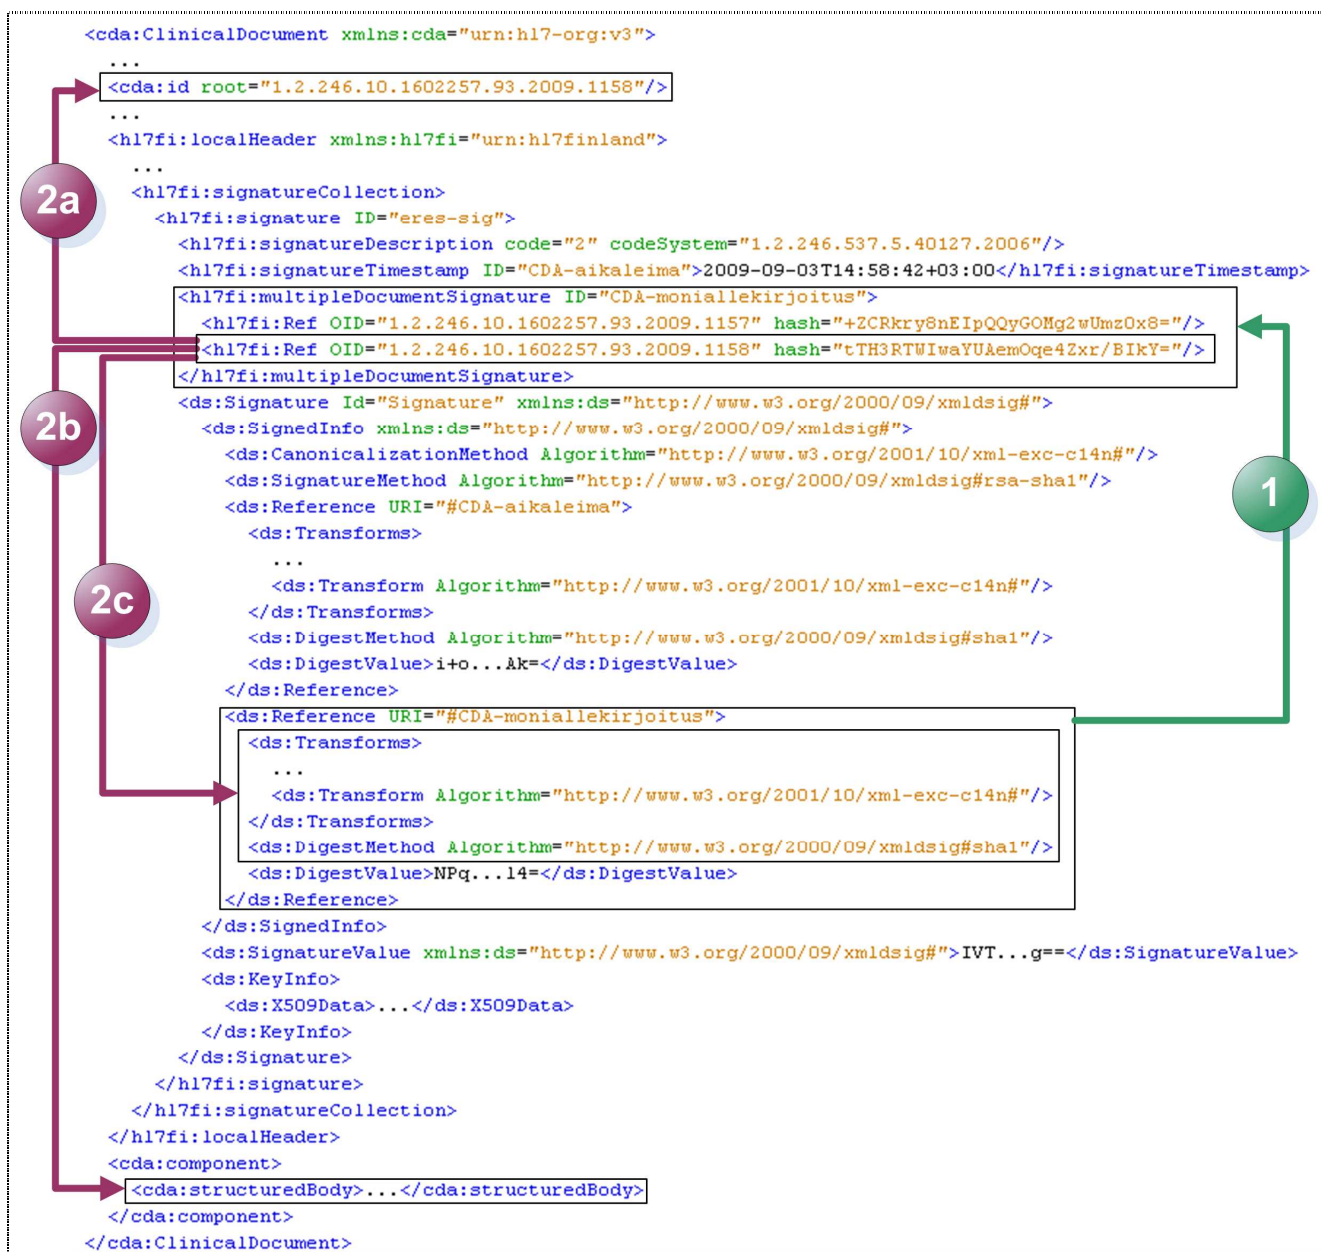 <cda:ClinicalDocument xmlns:cda="urn:hl7-org:v3">
...
<cda:id root="1.2.246.10.1602257.93.2009.1158"/>
...
<hl7fi:localHeader xmlns:hl7fi="urn:hl7finland">
...
2a
<hl7fi:signatureCollection>
<hl7fi:signature ID="eres-sig">
<hl7fi:signatureDescription code="2" codeSystem="1.2.246.537.5.40127.2006"/>
<hl7fi:signatureTimestamp ID="CDA-aikaleima">2009-09-03T14:58:42+03:00</hl7fi:signatureTimestamp>
<hl7fi:multipleDocumentSignature ID="CDA-moniallekirjoitus">
<hl7fi:Ref OID="1.2.246.10.1602257.93.2009.1157" hash="+ZCRkry8nEIpQQyGOMg2wUmzOx8="/>
<hl7fi:Ref OID="1.2.246.10.1602257.93.2009.1158" hash="tTH3RTWIwaYUAemOqe4Zxr/BIkY="/>
</hl7fi:multipleDocumentSignature>
<ds:Signature Id="Signature" xmlns:ds="http://www.w3.org/2000/09/xmldsig#">
2b
<ds:SignedInfo xmlns:ds="http://www.w3.org/2000/09/xmldsig#">
<ds:CanonicalizationMethod Algorithm="http://www.w3.org/2001/10/xml-exc-c14n#"/>
<ds:SignatureMethod Algorithm="http://www.w3.org/2000/09/xmldsig#rsa-sha1"/>
1
<ds:Reference URI="#CDA-aikaleima">
<ds:Transforms>
...
<ds:Transform Algorithm="http://www.w3.org/2001/10/xml-exc-c14n#"/>
2c
</ds:Transforms>
<ds:DigestMethod Algorithm="http://www.w3.org/2000/09/xmldsig#sha1"/>
<ds:DigestValue>i+o...Ak=</ds:DigestValue>
</ds:Reference>
<ds:Reference URI="#CDA-moniallekirjoitus">
<ds:Transforms>
...
<ds:Transform Algorithm="http://www.w3.org/2001/10/xml-exc-c14n#"/>
</ds:Transforms>
<ds:DigestMethod Algorithm="http://www.w3.org/2000/09/xmldsig#sha1"/>
<ds:DigestValue>NPq...l4=</ds:DigestValue>
</ds:Reference>
</ds:SignedInfo>
<ds:SignatureValue xmlns:ds="http://www.w3.org/2000/09/xmldsig#">IVT...g==</ds:SignatureValue>
<ds:KeyInfo>
<ds:X509Data>...</ds:X509Data>
</ds:KeyInfo>
</ds:Signature>
</hl7fi:signature>
</hl7fi:signatureCollection>
</hl7fi:localHeader>
<cda:component>
<cda:structuredBody>...</cda:structuredBody>
</cda:component>
</cda:ClinicalDocument>